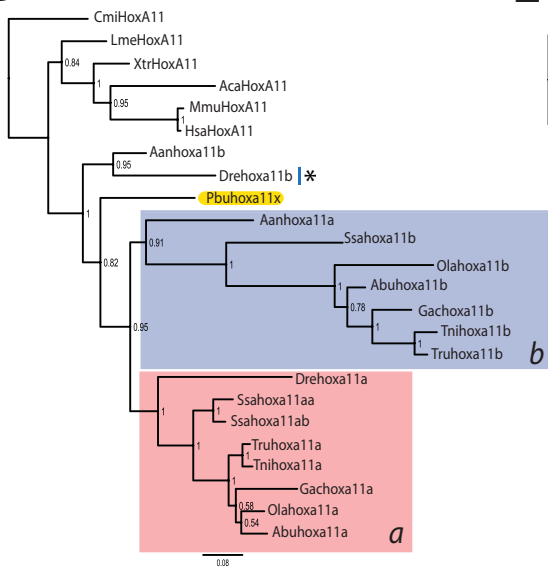 CmiHoxA11
LmeHoxA11
0.84
XtrHoxA11
1
AcaHoxA11
0.95
MmuHoxA11
1
HsaHoxA11
Aanhoxa11b
0.95
Drehoxa11b *
Pbuhoxa11x
1
Aanhoxa11a
0.91
Ssahoxa11b
0.82
1
Olahoxa11b
1
Abuhoxa11b
0.78
Gachoxa11b
1
Tnihoxa11b
0.95
1
Truhoxa11b
b
Drehoxa11a
Ssahoxa11aa
1
1
Ssahoxa11ab
Truhoxa11a
1
1
Tnihoxa11a
1
Gachoxa11a
0.58
Olahoxa11a
0.54
Abuhoxa11a
a
0.08